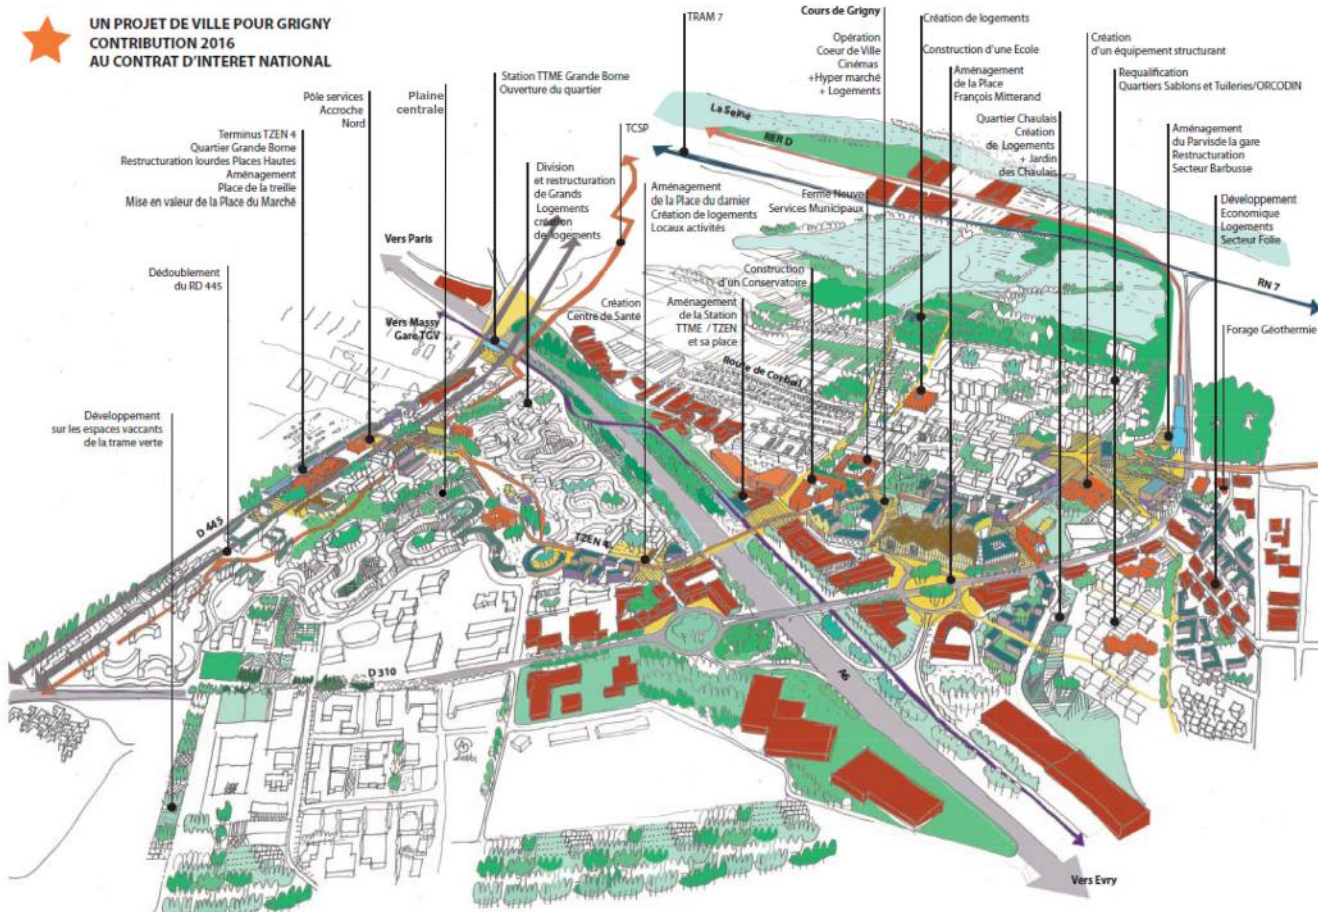 UN PROJET DE VILLE POUR GRIGNY
CONTRIBUTION 2016
AU CONTRAT D'INTERET NATIONAL
Terminus TZEN 4
Quartier Grande Borne
Restructuration lourdes Places Hautes
Aménagement
Place de la treille
Mise en valeur de la Place du Marché
Pôle services
Accroche
Nord
Plaine
centrale
Station TTME Grande Borne
Ouverture du quartier
TCSP
Division
et restructuration
de Grands
Logements
création
de logements
TRAM 7
Aménagement
de la Place du damier
Création de logements
Locaux activités
Cours de Grigny
Opération
Coeur de Ville
Cinémas
+Hyper marché
+ Logements
Création de logements
Construction d'une Ecole
Aménagement
de la Place
François Mitterand
Quartier Chaulais
Création
de Logements
+ Jardin
des Chaulais
Création
d'un équipement structurant
Requalification
Quartiers Sablons et Tuileries/ORCODIN
Aménagement
du Parvisde la gare
Restructuration
Secteur Barbusse
Développement
Economique
Logements
Secteur Folie
La Seine
RER D
RN 7
Ferme Neuve
Services Municipaux
Vers Paris
Dédoublement
du RD 445
Construction
d'un Conservatoire
Création
Centre de Santé
Aménagement
de la Station
TTME / TZEN
et sa place
Vers Massy
Gare TGV
Forage Géothermie
Route de Corbeil
Développement
sur les espaces vaccants
de la trame verte
D 445
TZEN 4
D 310
A6
Vers Evry